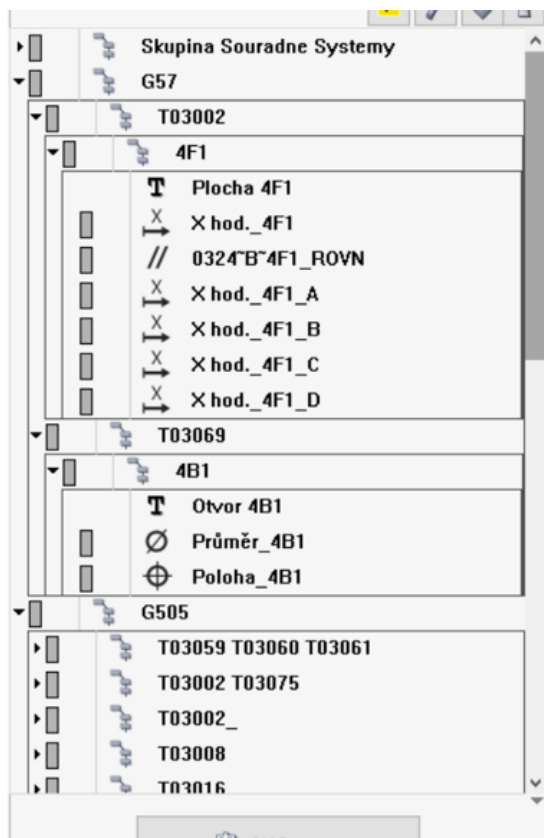 Skupina Souradne Systemy
G57
T03002
4F1
T Plocha 4F1
X X hod._4F1
// 0324~B~4F1_ROVN
X X hod._4F1_A
X X hod._4F1_B
X X hod._4F1_C
X X hod._4F1_D
T03069
4B1
T Otvor 4B1
Průměr_4B1
Poloha_4B1
G505
T03059 T03060 T03061
T03002 T03075
T03002_
T03008
T03016